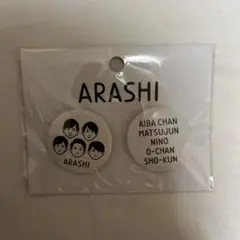 ARASHI
ARASHI
AIBA CHAN
MATSUJUN
NINO
O-CHAN
SHO-KUN